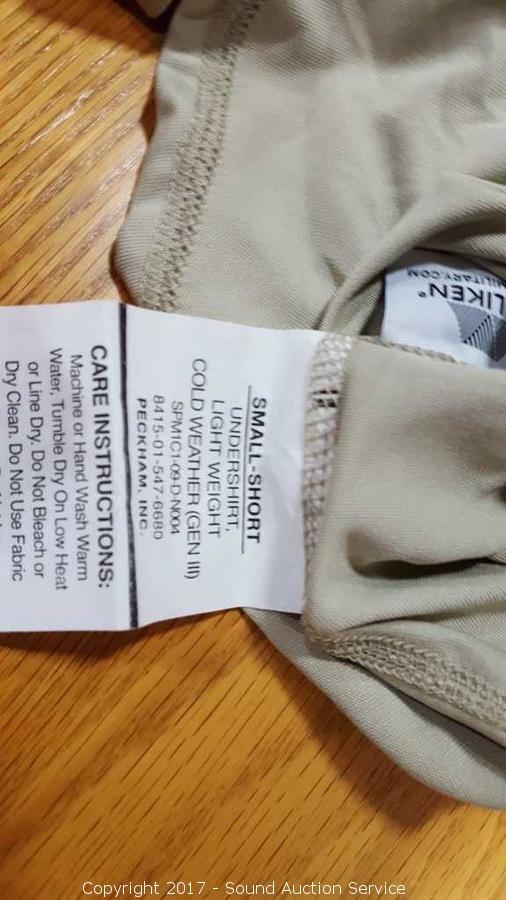 SMALL-SHORT
UNDERSHIRT,
LIGHT WEIGHT
COLD WEATHER (GEN III)
SPM1C1-09-D-N004
8415-01-547-6680
PECKHAM, INC.
CARE INSTRUCTIONS:
Machine or Hand Wash Warm
Water, Tumble Dry On Low Heat
or Line Dry. Do Not Bleach or
Dry Clean. Do Not Use Fabric
LIKEN®
MILITARY.COM
Copyright 2017 - Sound Auction Service